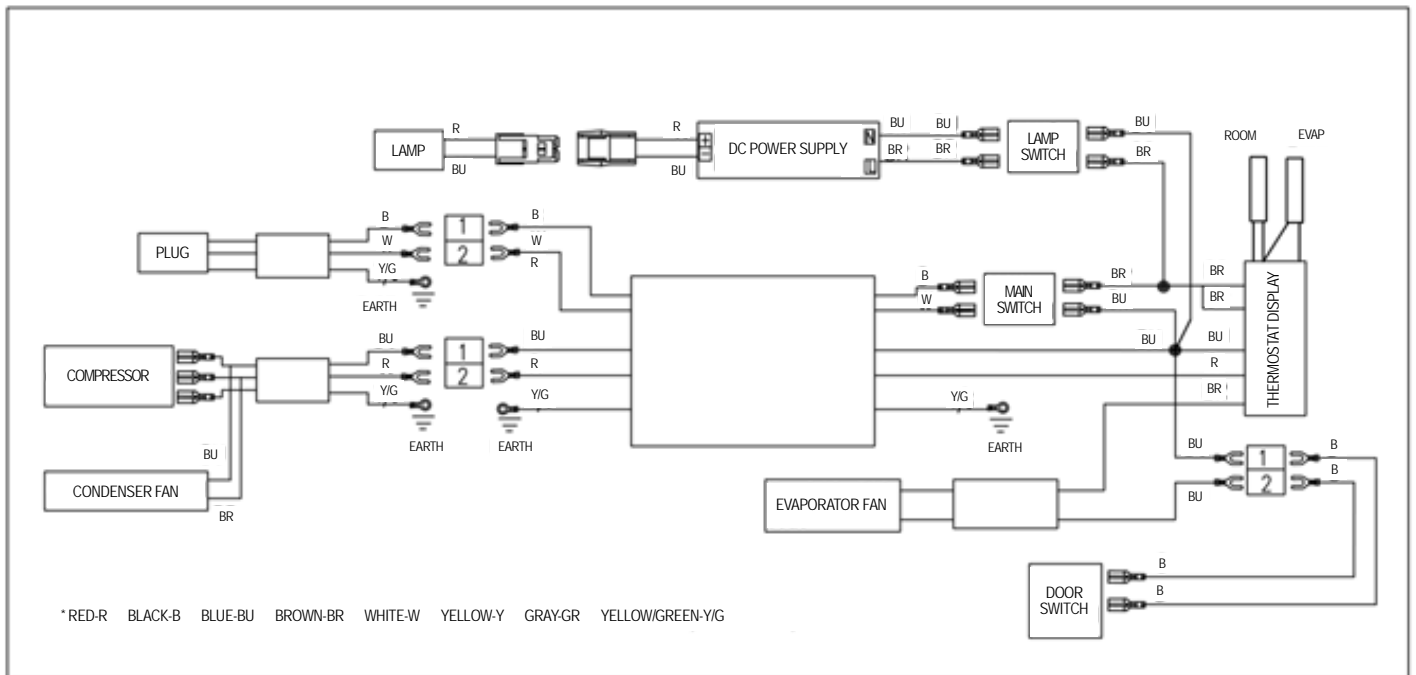 R
BU
LAMP
R
BU
+
-
DC POWER SUPPLY
N
L
BU
BR
BU
BR
LAMP
SWITCH
BU
BR
ROOM
EVAP
PLUG
B
W
Y/G
EARTH
1
2
B
W
R
B
W
MAIN
SWITCH
BR
BU
BR
BR
BU
BU
R
BR
THERMOSTAT DISPLAY
COMPRESSOR
BU
R
Y/G
EARTH
1
2
BU
R
Y/G
EARTH
Y/G
EARTH
BU
CONDENSER FAN
BR
EVAPORATOR FAN
BU
BU
1
2
B
B
DOOR
SWITCH
B
B
* RED-R BLACK-B BLUE-BU BROWN-BR WHITE-W YELLOW-Y GRAY-GR YELLOW/GREEN-Y/G